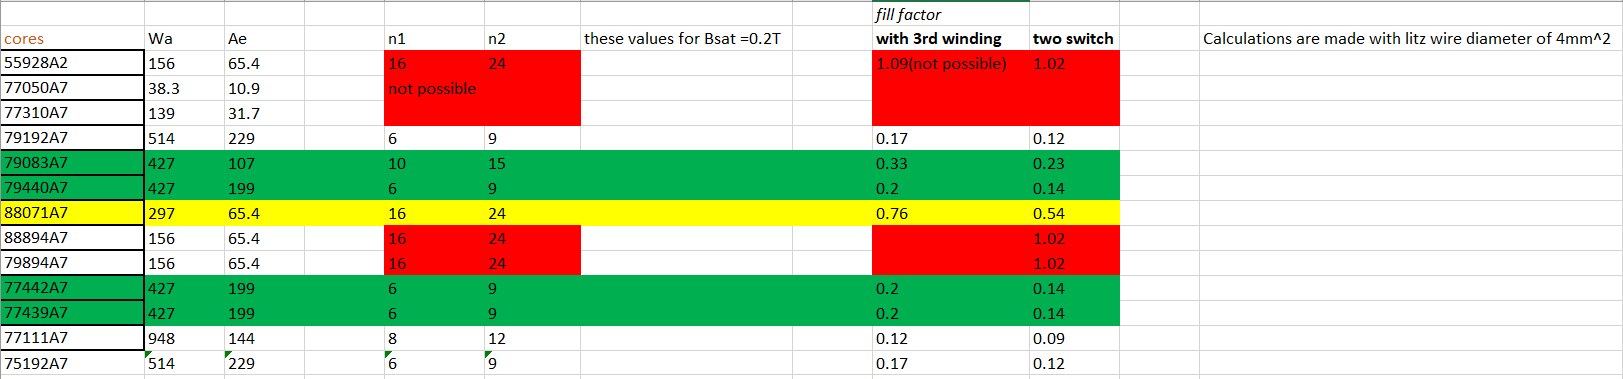 fill factor
cores Wa Ae n1 n2 these values for Bsat =0.2T with 3rd winding two switch Calculations are made with litz wire diameter of 4mm^2
55928A2 156 65.4 16 24 1.09(not possible) 1.02
77050A7 38.3 10.9 not possible
77310A7 139 31.7
79192A7 514 229 6 9 0.17 0.12
79083A7 427 107 10 15 0.33 0.23
79440A7 427 199 6 9 0.2 0.14
88071A7 297 65.4 16 24 0.76 0.54
88894A7 156 65.4 16 24 1.02
79894A7 156 65.4 16 24 1.02
77442A7 427 199 6 9 0.2 0.14
77439A7 427 199 6 9 0.2 0.14
77111A7 948 144 8 12 0.12 0.09
75192A7 514 229 6 9 0.17 0.12